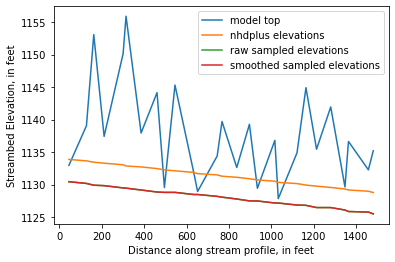 1155
1150
1145
1140
1135
1130
1125
Streambed Elevation, in feet
model top
nhdplus elevations
raw sampled elevations
smoothed sampled elevations
0 200 400 600 800 1000 1200 1400
Distance along stream profile, in feet